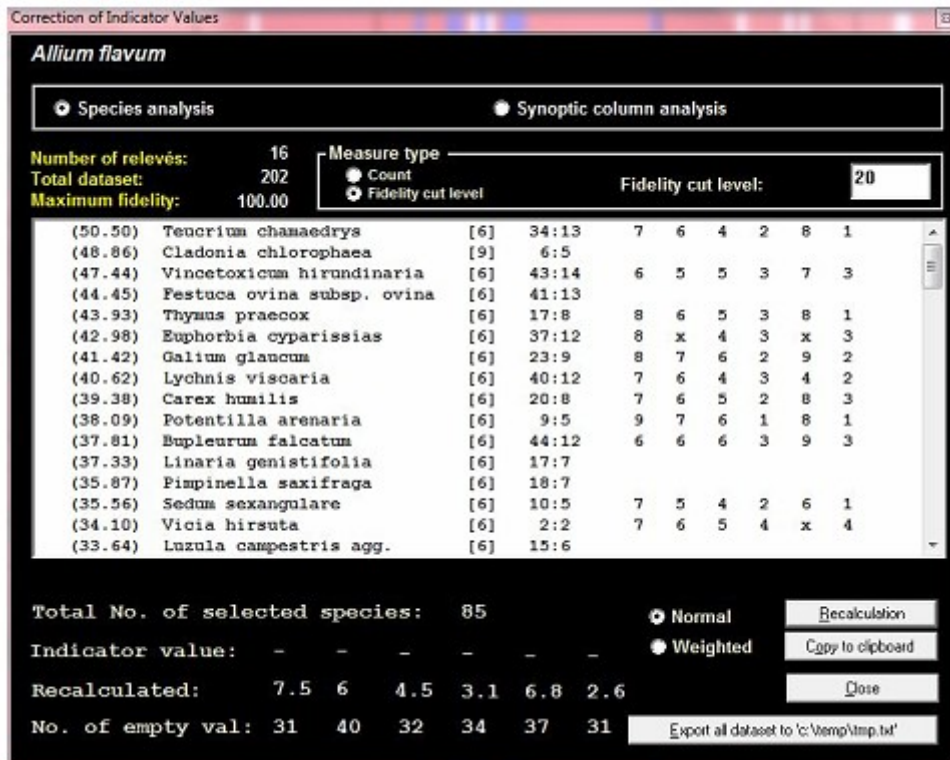 Correction of Indicator Values
Allium flavum
Species analysis Synoptic column analysis
Number of relevés: 16
Total dataset: 202
Maximum fidelity: 100.00
Measure type
Count
Fidelity cut level
Fidelity cut level: 20
(50.50) Teucrium chamaedrys [6] 34:13 7 6 4 2 8 1
(48.86) Cladonia chlorophaea [9] 6:5
(47.44) Vincetoxicum hirundinaria [6] 43:14 6 5 5 3 7 3
(44.45) Festuca ovina subsp. ovina [6] 41:13
(43.93) Thymus praecox [6] 17:8 8 6 5 3 8 1
(42.98) Euphorbia cyparissias [6] 37:12 8 x 4 3 x 3
(41.42) Galium glaucum [6] 23:9 8 7 6 2 9 2
(40.62) Lychnis viscaria [6] 40:12 7 6 4 3 4 2
(39.38) Carex humilis [6] 20:8 7 6 5 2 8 3
(38.09) Potentilla arenaria [6] 9:5 9 7 6 1 8 1
(37.81) Bupleurum falcatum [6] 44:12 6 6 6 3 9 3
(37.33) Linaria genistifolia [6] 17:7
(35.87) Pimpinella saxifraga [6] 18:7
(35.56) Sedum sexangulare [6] 10:5 7 5 4 2 6 1
(34.10) Vicia hirsuta [6] 2:2 7 6 5 4 x 4
(33.64) Luzula campestris agg. [6] 15:6
Total No. of selected species: 85
Indicator value: - - - - - -
Recalculated: 7.5 6 4.5 3.1 6.8 2.6
No. of empty val: 31 40 32 34 37 31
Normal
Weighted
Recalculation
Copy to clipboard
Close
Export all dataset to 'c:\temp\tmp.txt'